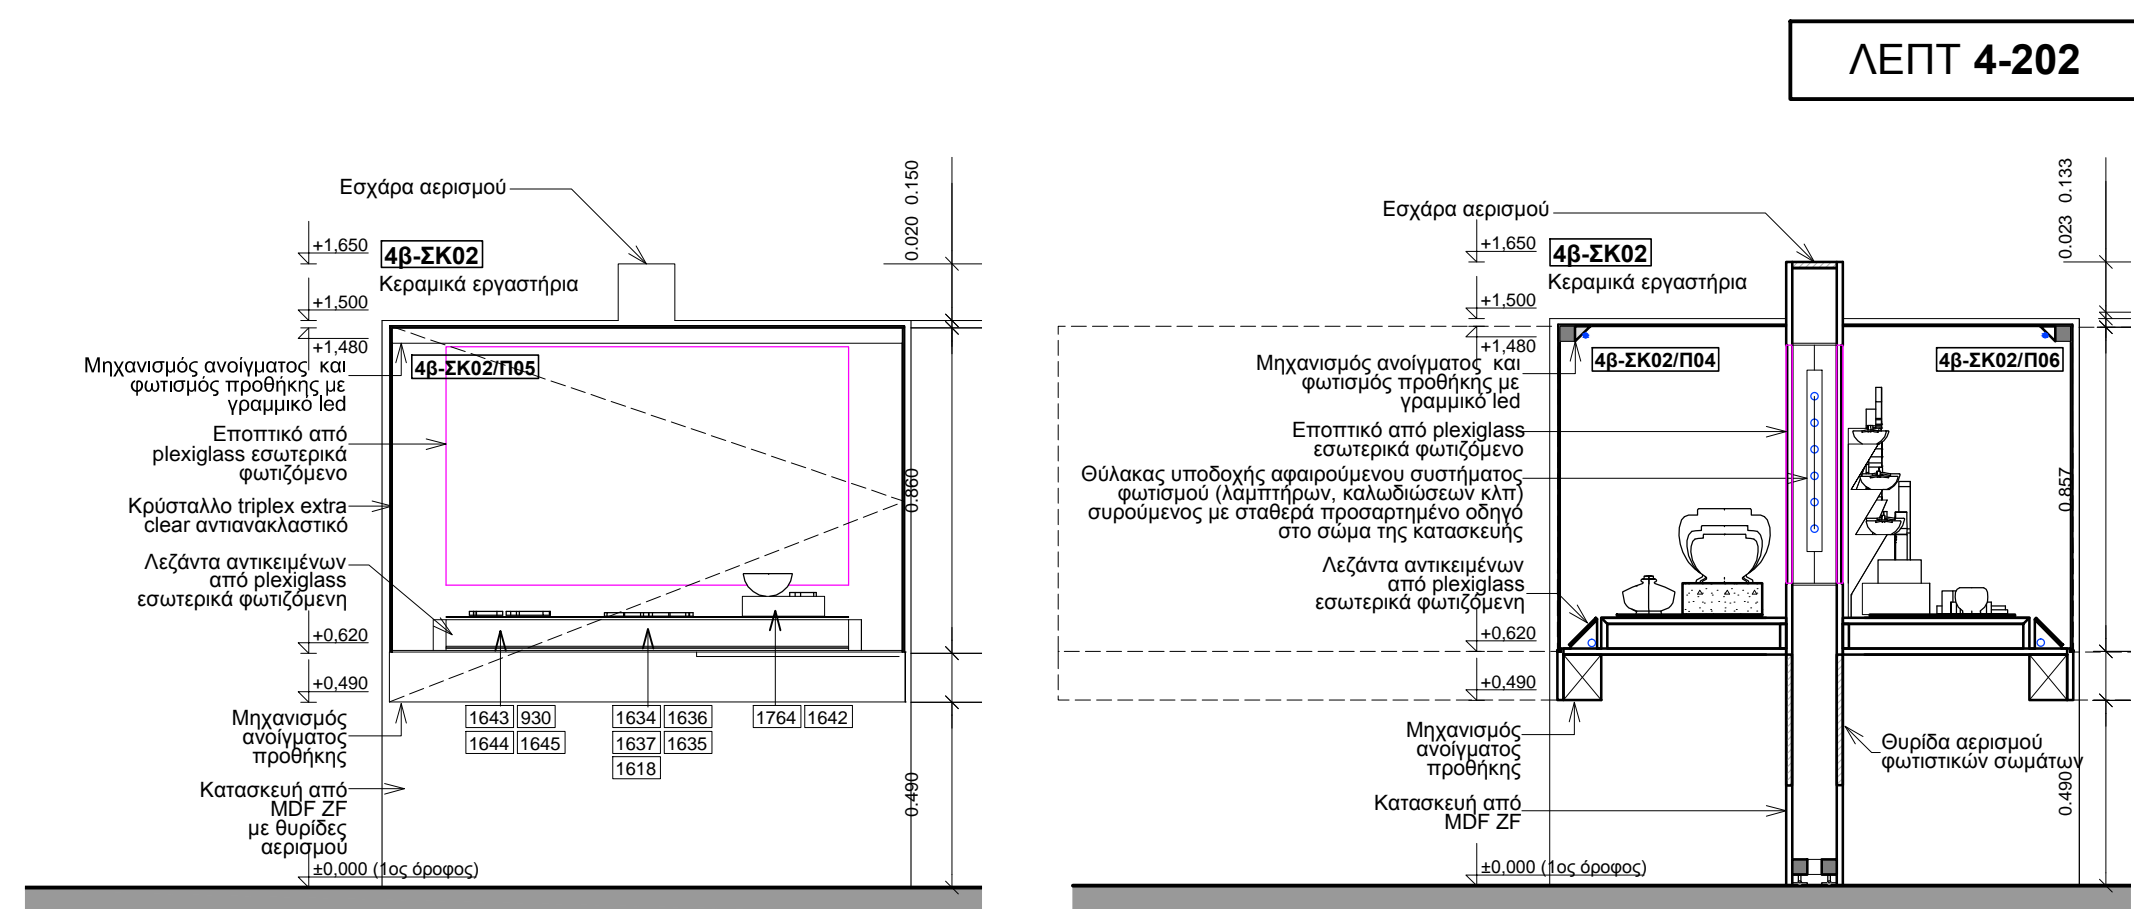 ΛΕΠΤ 4-202
Εσχάρα αερισμού
0.150
0.020
+1,650
4β-ΣΚ02
Κεραμικά εργαστήρια
+1,500
+1,480
4β-ΣΚ02/Π05
Μηχανισμός ανοίγματος και
φωτισμός προθήκης με
γραμμικό led
Εποπτικό από
plexiglass εσωτερικά
φωτιζόμενο
Κρύσταλλο triplex extra
clear αντιανακλαστικό
0.860
Λεζάντα αντικειμένων
από plexiglass
εσωτερικά φωτιζόμενη
+0,620
+0,490
1643 930
1644 1645
1634 1636
1637 1635
1618
1764 1642
Μηχανισμός
ανοίγματος
προθήκης
Κατασκευή από
MDF ZF
με θυρίδες
αερισμού
0.490
±0,000 (1ος όροφος)
Εσχάρα αερισμού
0.133
0.023
+1,650
4β-ΣΚ02
Κεραμικά εργαστήρια
+1,500
+1,480
4β-ΣΚ02/Π04
4β-ΣΚ02/Π06
Μηχανισμός ανοίγματος και
φωτισμός προθήκης με
γραμμικό led
Εποπτικό από plexiglass
εσωτερικά φωτιζόμενο
Θύλακας υποδοχής αφαιρούμενου συστήματος
φωτισμού (λαμπτήρων, καλωδιώσεων κλπ)
συρούμενος με σταθερά προσαρτημένο οδηγό
στο σώμα της κατασκευής
0.857
Λεζάντα αντικειμένων
από plexiglass
εσωτερικά φωτιζόμενη
+0,620
+0,490
Μηχανισμός
ανοίγματος
προθήκης
Θυρίδα αερισμού
φωτιστικών σωμάτων
Κατασκευή από
MDF ZF
0.490
±0,000 (1ος όροφος)